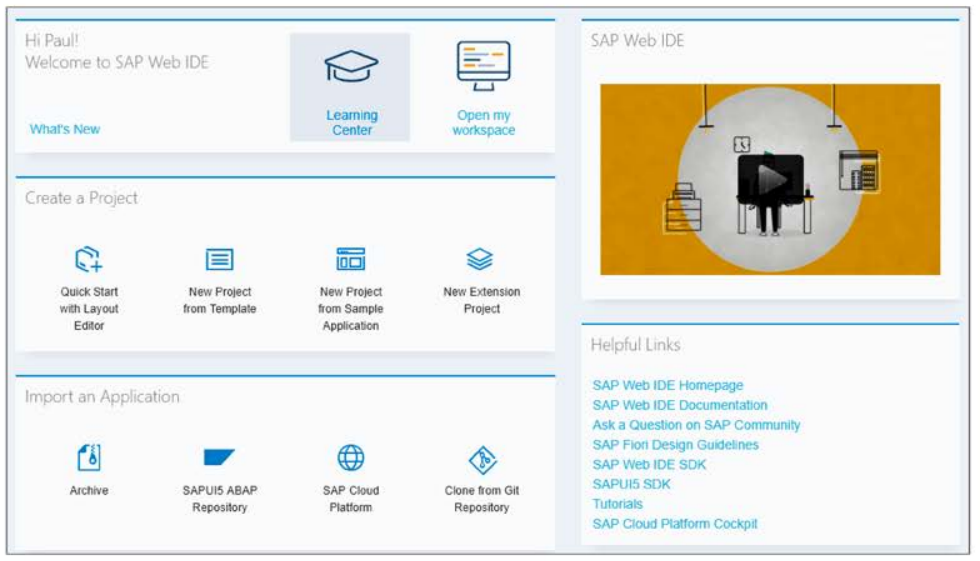 Hi Paul!
Welcome to SAP Web IDE
What's New
Learning
Center
Open my
workspace
Create a Project
Quick Start
with Layout
Editor
New Project
from Template
New Project
from Sample
Application
New Extension
Project
Import an Application
Archive
SAPUI5 ABAP
Repository
SAP Cloud
Platform
Clone from Git
Repository
SAP Web IDE
Helpful Links
SAP Web IDE Homepage
SAP Web IDE Documentation
Ask a Question on SAP Community
SAP Fiori Design Guidelines
SAP Web IDE SDK
SAPUI5 SDK
Tutorials
SAP Cloud Platform Cockpit